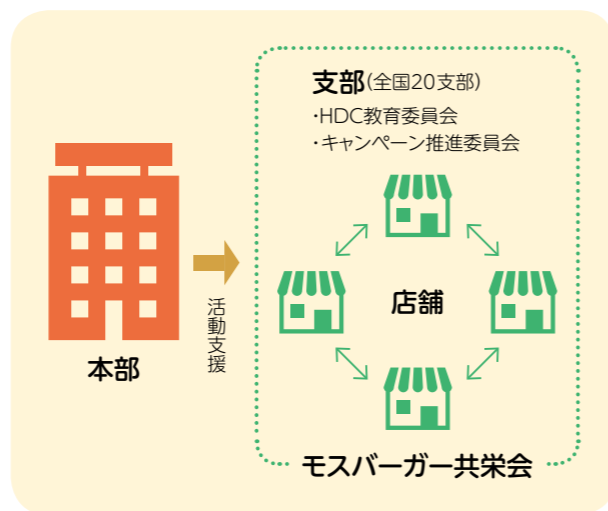 支部(全国20支部)
・HDC教育委員会
・キャンペーン推進委員会
本部
活動支援
店舗
モスバーガー共栄会